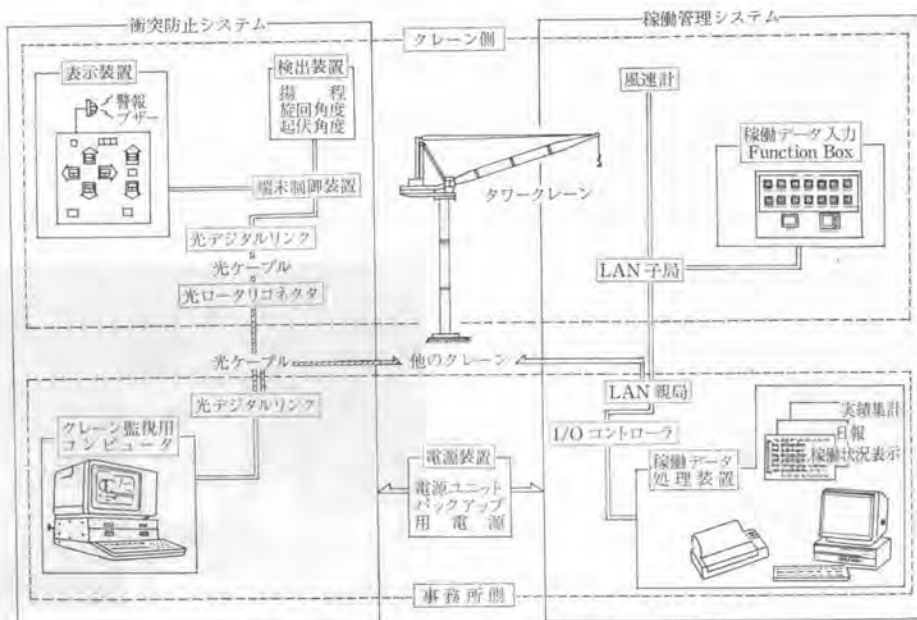 衝突防止システム
稼働管理システム
クレーン側
表示装置
警報
ブザー
検出装置
揚程
旋回角度
起伏角度
端末制御装置
光デジタルリンク
光ケーブル
光ロータリコネクタ
タワークレーン
風速計
稼働データ入力
Function Box
LAN子局
光ケーブル
他のクレーン
光デジタルリンク
LAN親局
I/Oコントローラ
クレーン監視用
コンピュータ
電源装置
電源ユニット
バックアップ
用電源
稼働データ
処理装置
実績集計
日報
稼働状況表示
事務所側